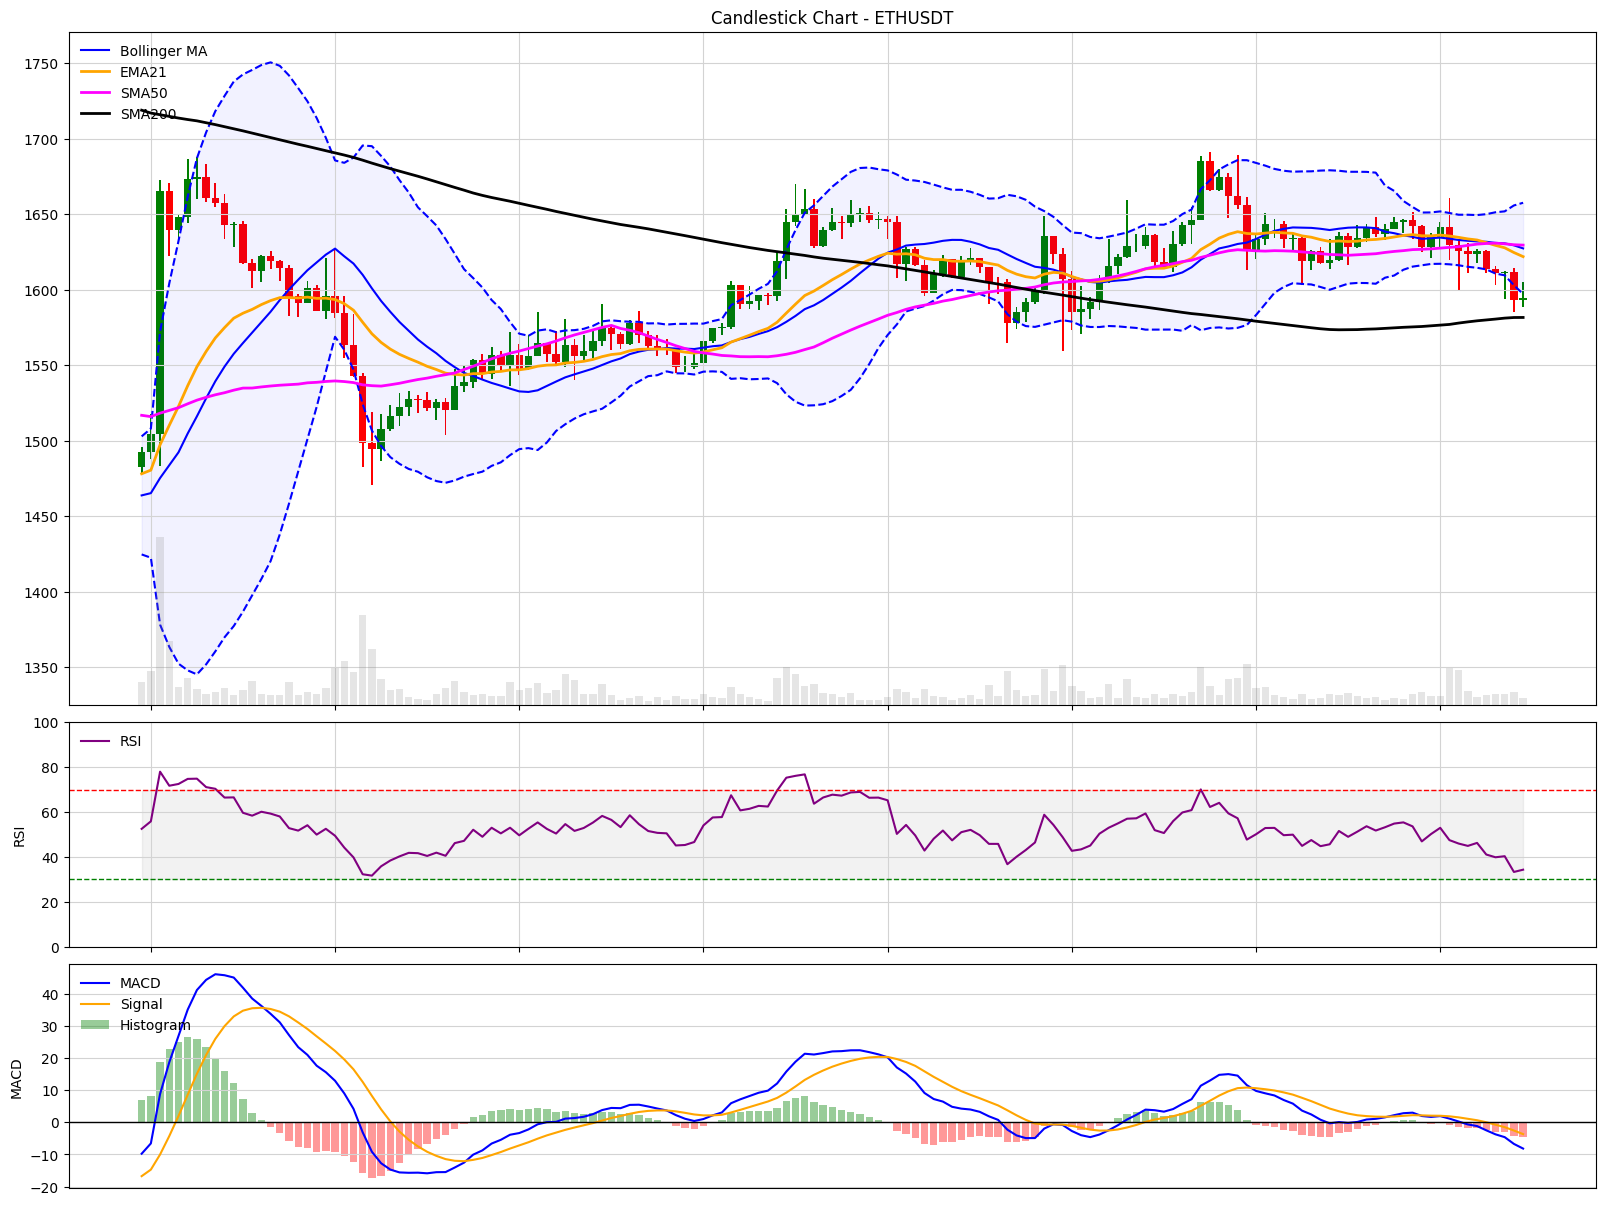 Candlestick Chart - ETHUSDT
Bollinger MA
EMA21
SMA50
SMA200
1750
1700
1650
1600
1550
1500
1450
1400
1350
RSI
RSI
100
80
60
40
20
0
MACD
Signal
Histogram
MACD
40
30
20
10
0
−10
−20